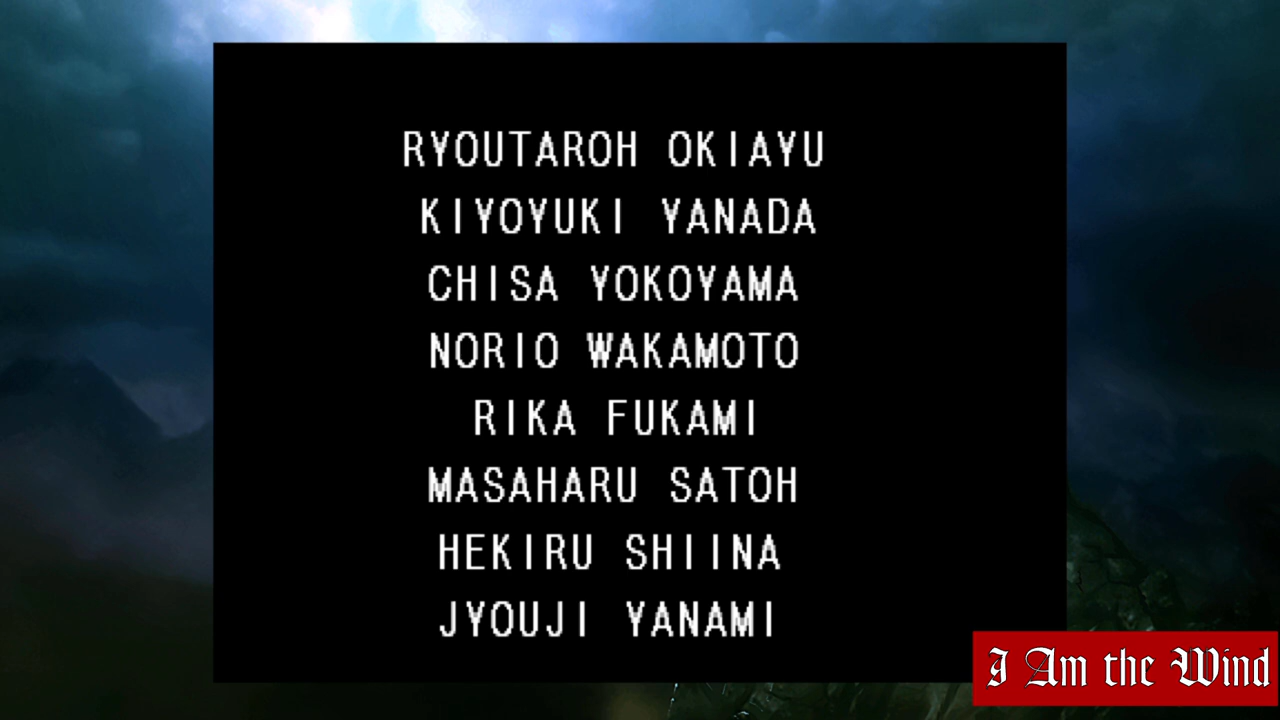 RYOUTAROH OKIAYU
KIYOYUKI YANADA
CHISA YOKOYAMA
NORIO WAKAMOTO
RIKA FUKAMI
MASAHARU SATOH
HEKIRU SHIINA
JYOUJI YANAMI
I Am the Wind